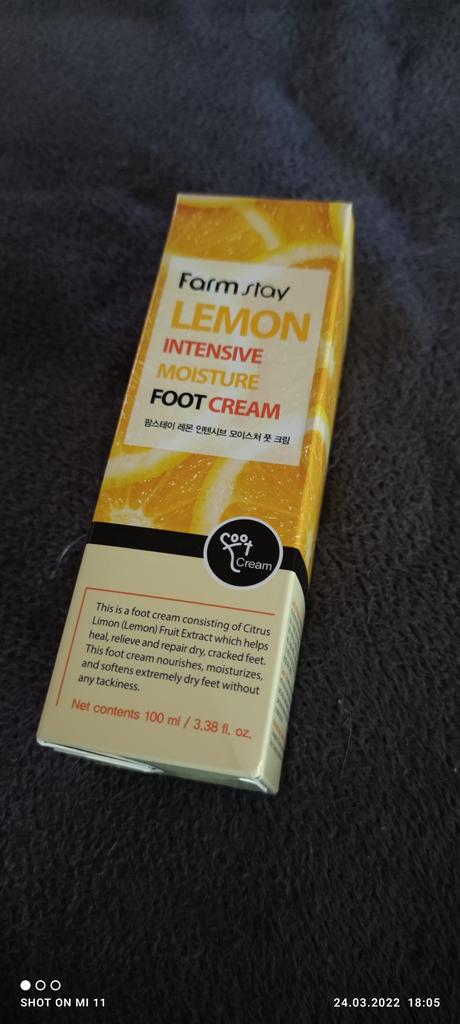 Farm stay
LEMON
INTENSIVE
MOISTURE
FOOT CREAM
팜스테이 레몬 인텐시브 모이스처 풋 크림
foot
Cream
This is a foot cream consisting of Citrus
Limon (Lemon) Fruit Extract which helps
heal, relieve and repair dry, cracked feet.
This foot cream nourishes, moisturizes,
and softens extremely dry feet without
any tackiness.
Net contents 100 ml / 3.38 fl. oz.
SHOT ON MI 11
24.03.2022 18:05